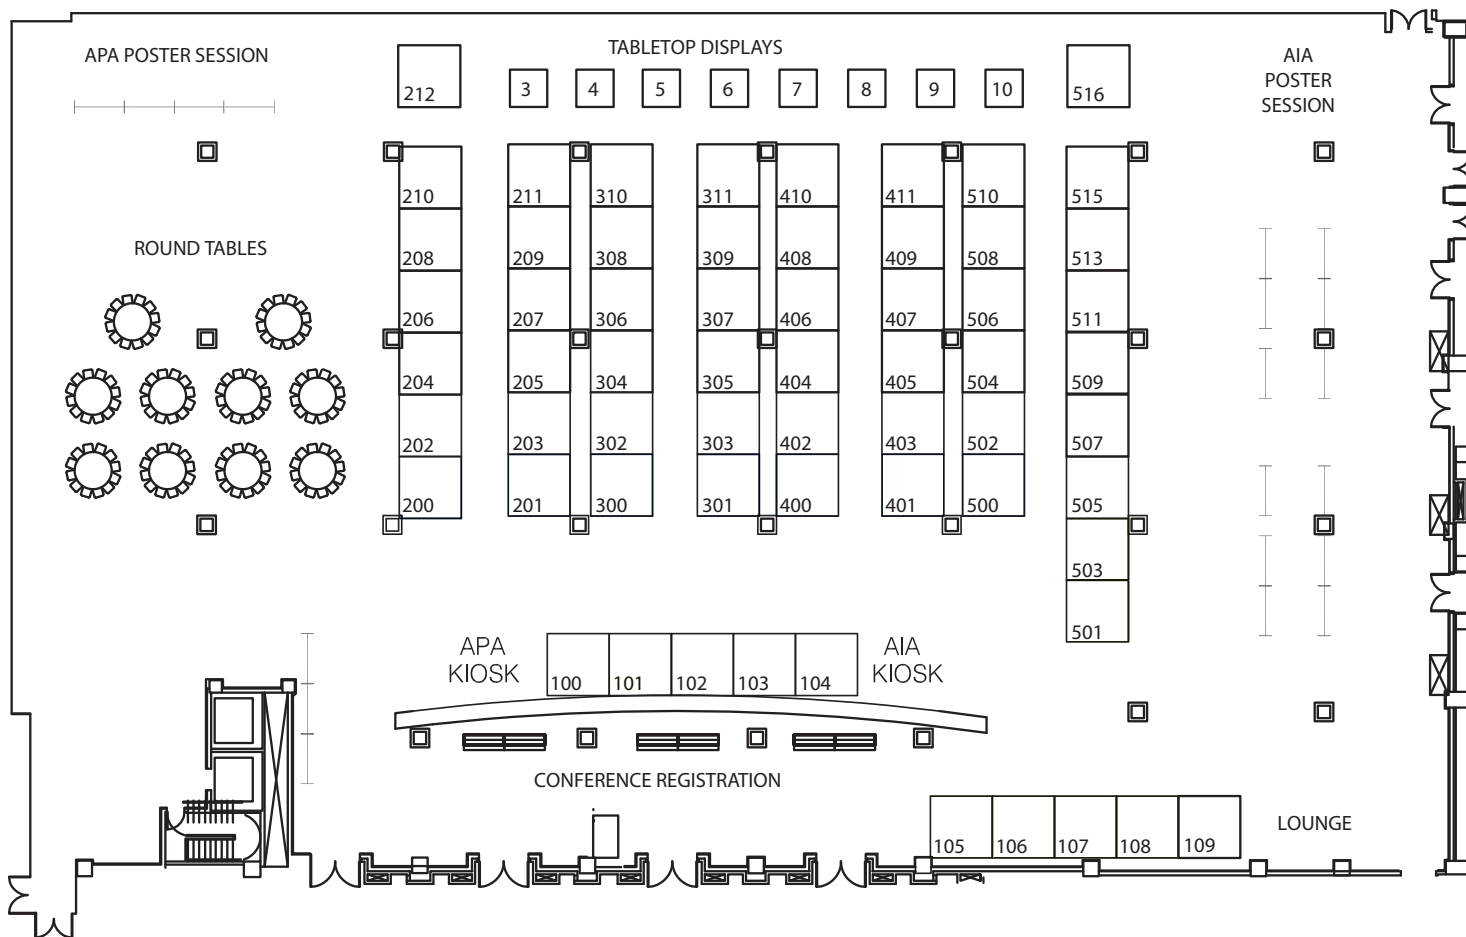 APA POSTER SESSION
TABLETOP DISPLAYS
AIA
POSTER
SESSION
212
3 4 5 6 7 8 9 10
516
210 211 310 311 410 411 510 515
ROUND TABLES
208 209 308 309 408 409 508 513
206 207 306 307 406 407 506 511
204 205 304 305 404 405 504 509
202 203 302 303 402 403 502 507
200 201 300 301 400 401 500 505
503
501
APA
KIOSK
100 101 102 103 104
AIA
KIOSK
CONFERENCE REGISTRATION
105 106 107 108 109
LOUNGE